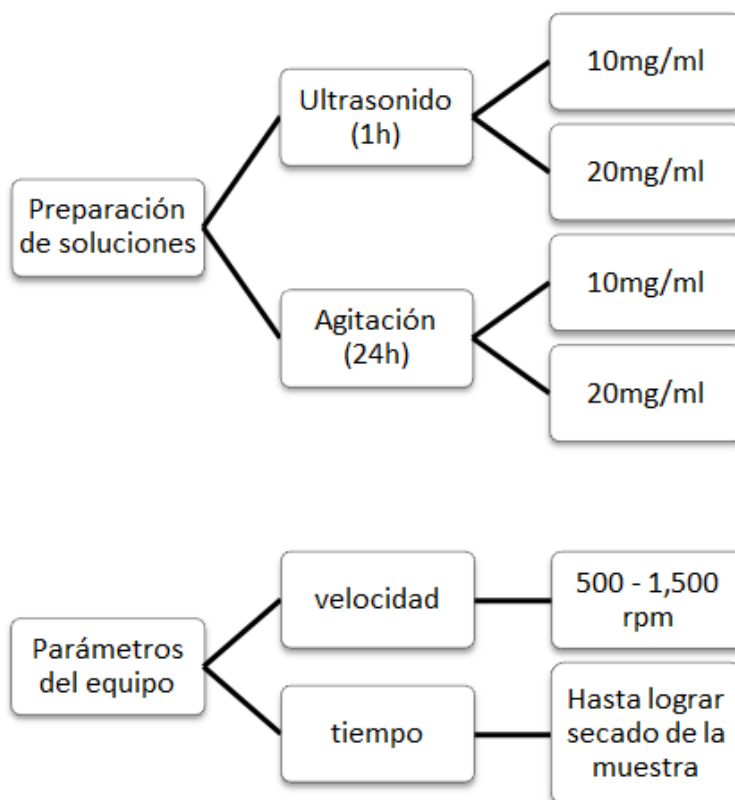 Preparación
de soluciones
Ultrasonido
(1h)
10mg/ml
20mg/ml
Agitación
(24h)
10mg/ml
20mg/ml
Parámetros
del equipo
velocidad
500 - 1,500
rpm
tiempo
Hasta lograr
secado de la
muestra